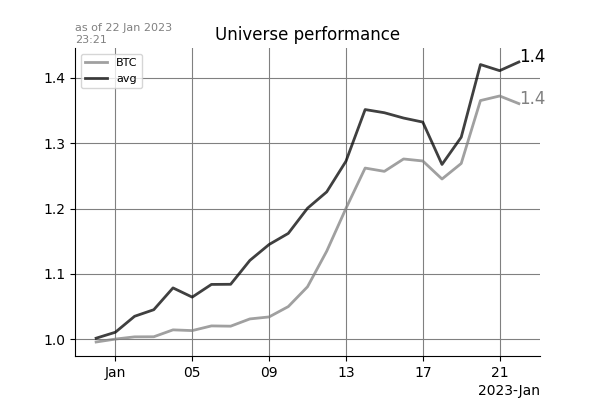 as of 22 Jan 2023
23:21
Universe performance
BTC
avg
1.4
1.4
1.4
1.3
1.2
1.1
1.0
Jan 05 09 13 17 21
2023-Jan